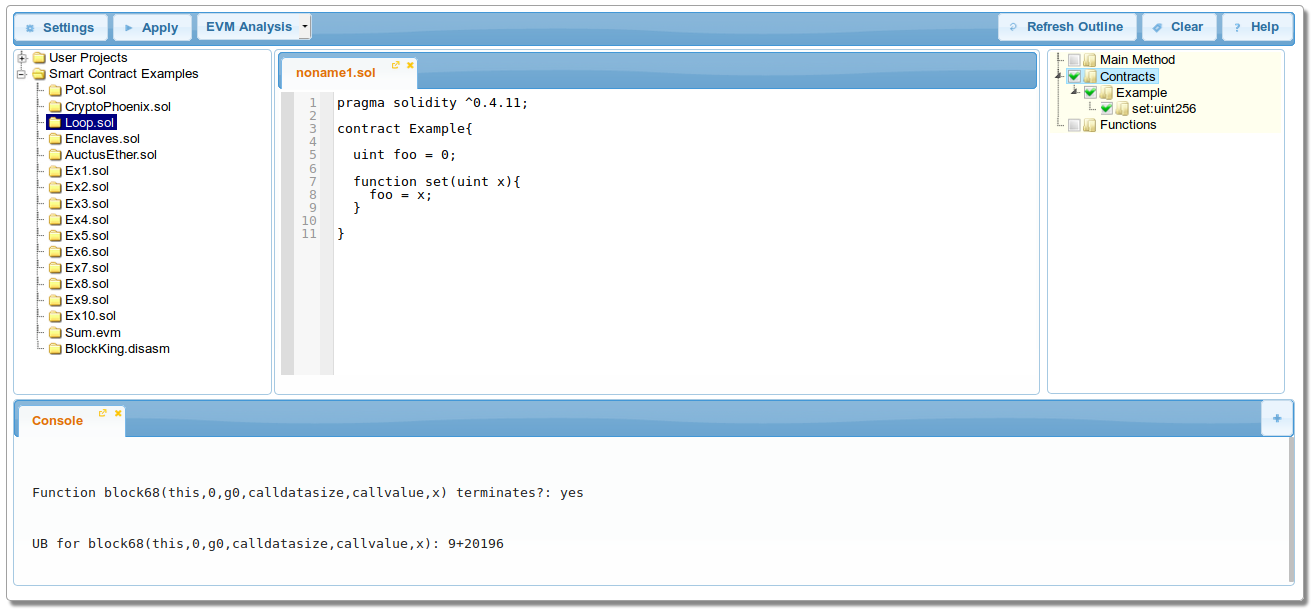 Settings Apply EVM Analysis Refresh Outline Clear ? Help
User Projects
Smart Contract Examples
Pot.sol
CryptoPhoenix.sol
Loop.sol
Enclaves.sol
AuctusEther.sol
Ex1.sol
Ex2.sol
Ex3.sol
Ex4.sol
Ex5.sol
Ex6.sol
Ex7.sol
Ex8.sol
Ex9.sol
Ex10.sol
Sum.evm
BlockKing.disasm
noname1.sol
1 pragma solidity ^0.4.11;
2
3 contract Example{
4
5 uint foo = 0;
6
7 function set(uint x){
8 foo = x;
9 }
10
11 }
Main Method
Contracts
Example
set:uint256
Functions
Console
Function block68(this,0,g0,calldatasize,callvalue,x) terminates?: yes
UB for block68(this,0,g0,calldatasize,callvalue,x): 9+20196